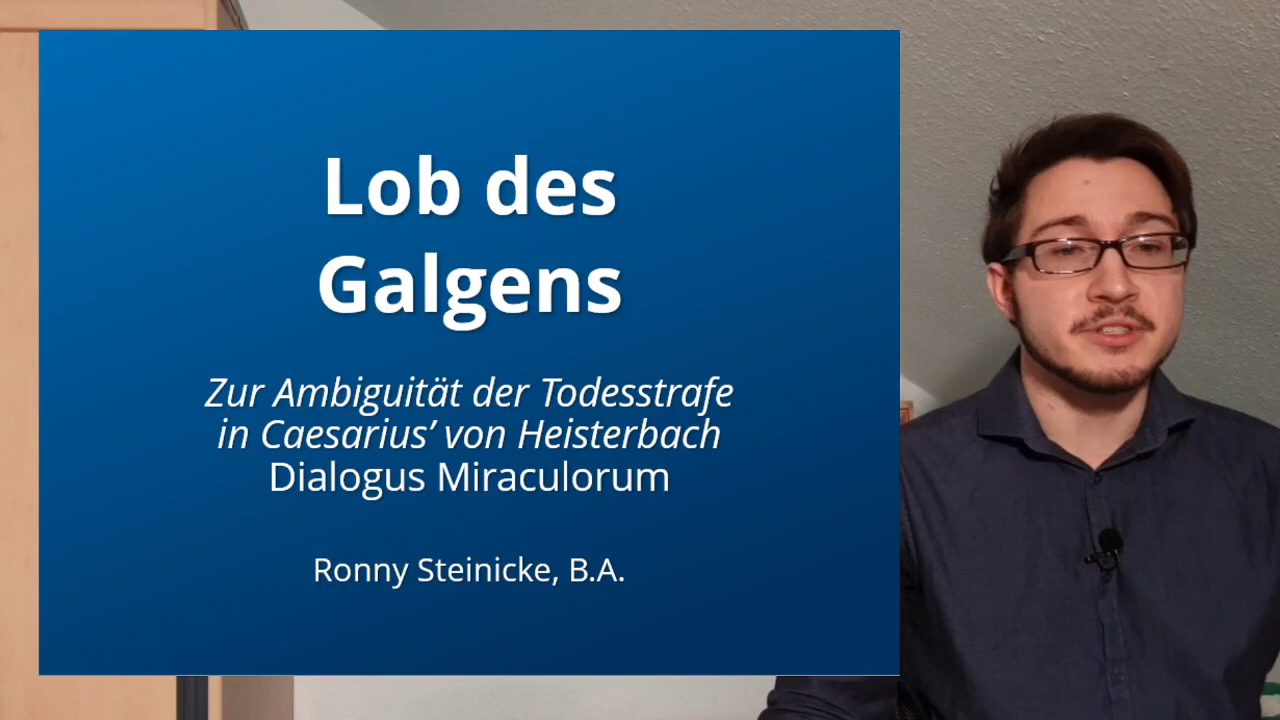 Lob des
Galgens
Zur Ambiguität der Todesstrafe
in Caesarius’ von Heisterbach
Dialogus Miraculorum
Ronny Steinicke, B.A.